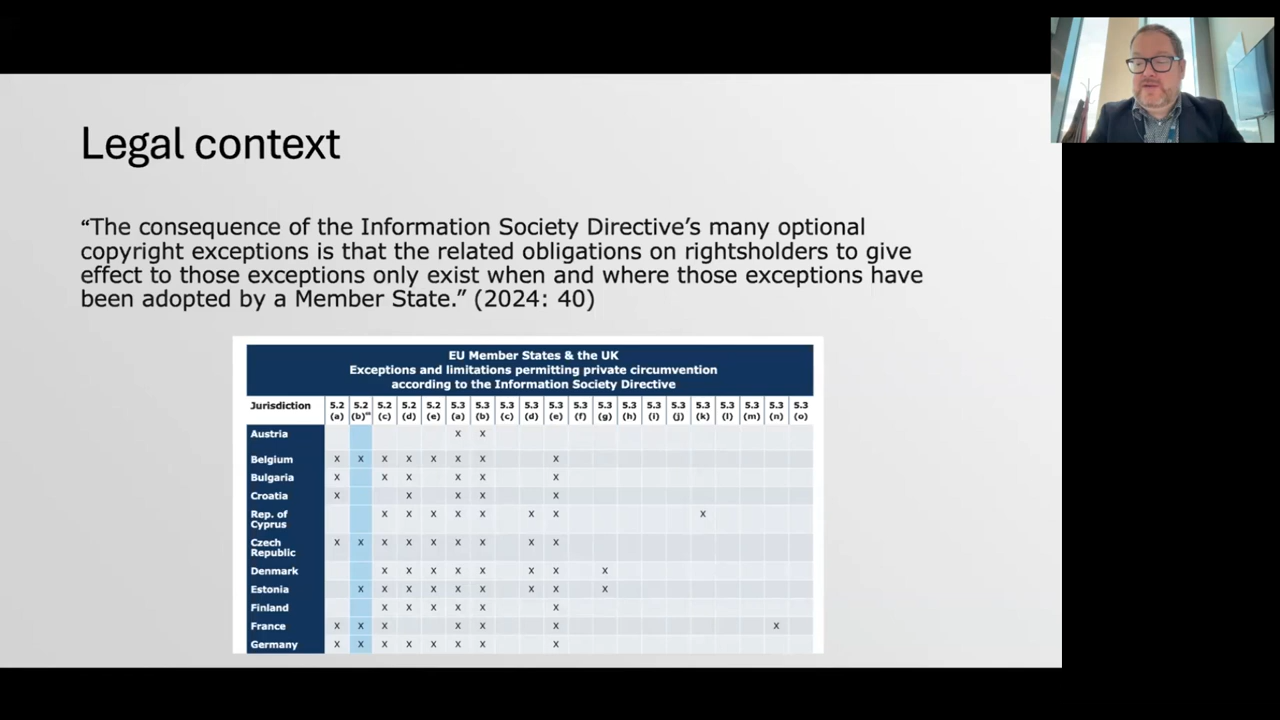 Legal context
“The consequence of the Information Society Directive’s many optional
copyright exceptions is that the related obligations on rightsholders to give
effect to those exceptions only exist when and where those exceptions have
been adopted by a Member State.” (2024: 40)
EU Member States & the UK
Exceptions and limitations permitting private circumvention
according to the Information Society Directive
Jurisdiction 5.2 (a) 5.2 (b) 5.2 (c) 5.2 (d) 5.2 (e) 5.3 (a) 5.3 (b) 5.3 (c) 5.3 (d) 5.3 (e) 5.3 (f) 5.3 (g) 5.3 (h) 5.3 (i) 5.3 (j) 5.3 (k) 5.3 (l) 5.3 (m) 5.3 (n) 5.3 (o)
Austria x x
Belgium x x x x x x x x
Bulgaria x x x x x x
Croatia x x x x x
Rep. of Cyprus x x x x x x x x
Czech Republic x x x x x x x x x
Denmark x x x x x x x x
Estonia x x x x x x x x x
Finland x x x x x x
France x x x x x x x
Germany x x x x x x x x